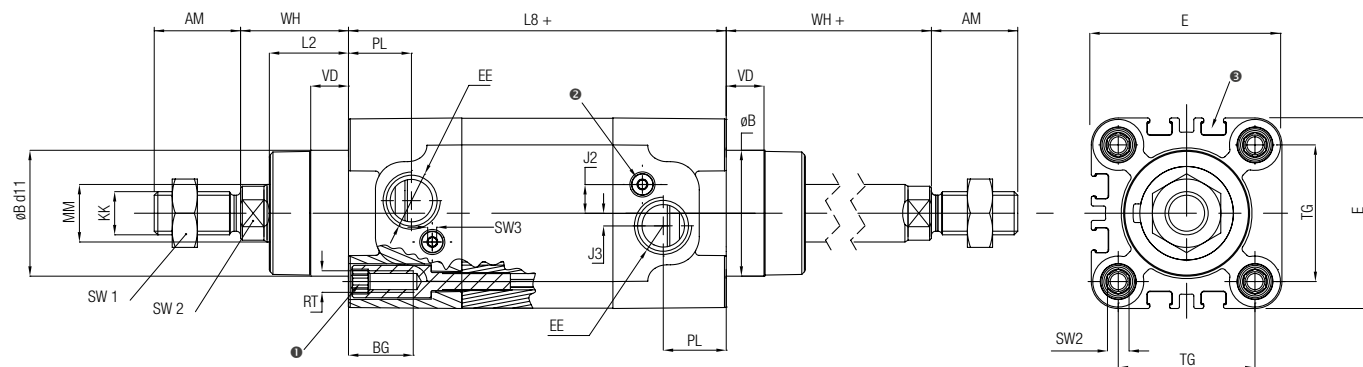 AM
WH
L8 +
WH +
AM
L2
PL
VD
EE
❷
VD
øB
J2
øB d11
MM
KK
SW3
J3
SW 1
SW 2
RT
EE
PL
❶
BG
E
❸
TG
E
SW2
TG